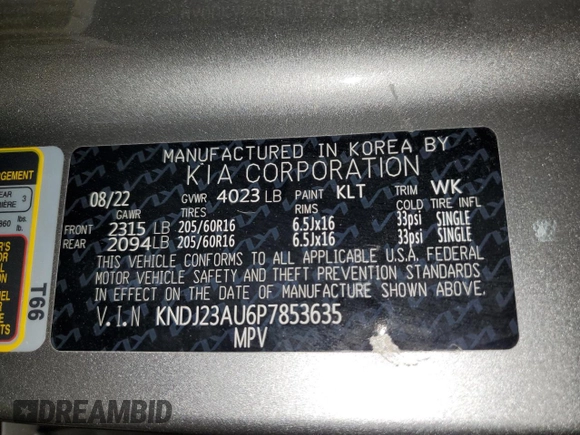 MANUFACTURED IN KOREA BY
KIA CORPORATION
08/22 GVWR 4023 LB PAINT KLT TRIM WK
GAWR TIRES RIMS COLD TIRE INFL
FRONT 2315 LB 205/60R16 6.5Jx16 33psi SINGLE
REAR 2094 LB 205/60R16 6.5Jx16 33psi SINGLE
THIS VEHICLE CONFORMS TO ALL APPLICABLE U.S.A. FEDERAL
MOTOR VEHICLE SAFETY AND THEFT PREVENTION STANDARDS
IN EFFECT ON THE DATE OF MANUFACTURE SHOWN ABOVE.
V.I.N KNDJ23AU6P7853635
MPV
T66
3
860 lbs.
DREAMBID